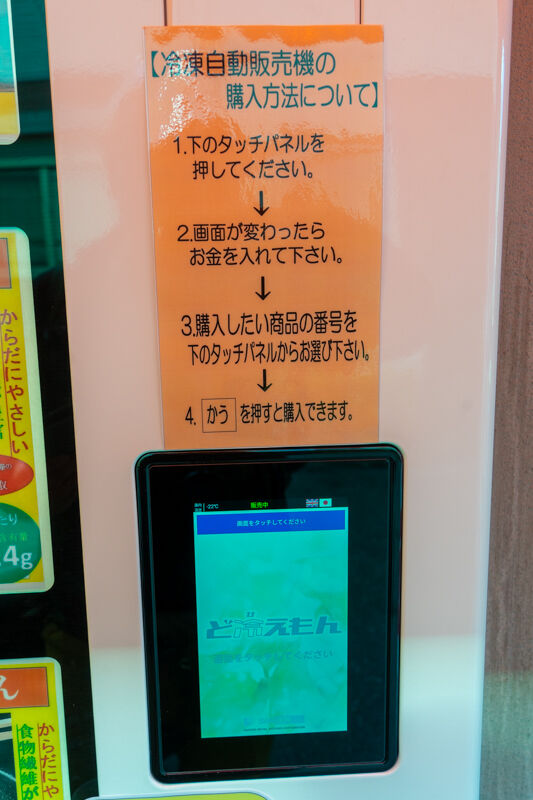 【冷凍自動販売機の
購入方法について】
1.下のタッチパネルを
押してください。
↓
2.画面が変わったら
お金を入れて下さい。
↓
3.購入したい商品の番号を
下のタッチパネルからお選び下さい。
↓
4. かう を押すと購入できます。
-22℃ 販売中
画面をタッチしてください
ど冷えもん
画面をタッチしてください
からだにやさしい
たり
.4g
ん
からだにや
食物繊維が